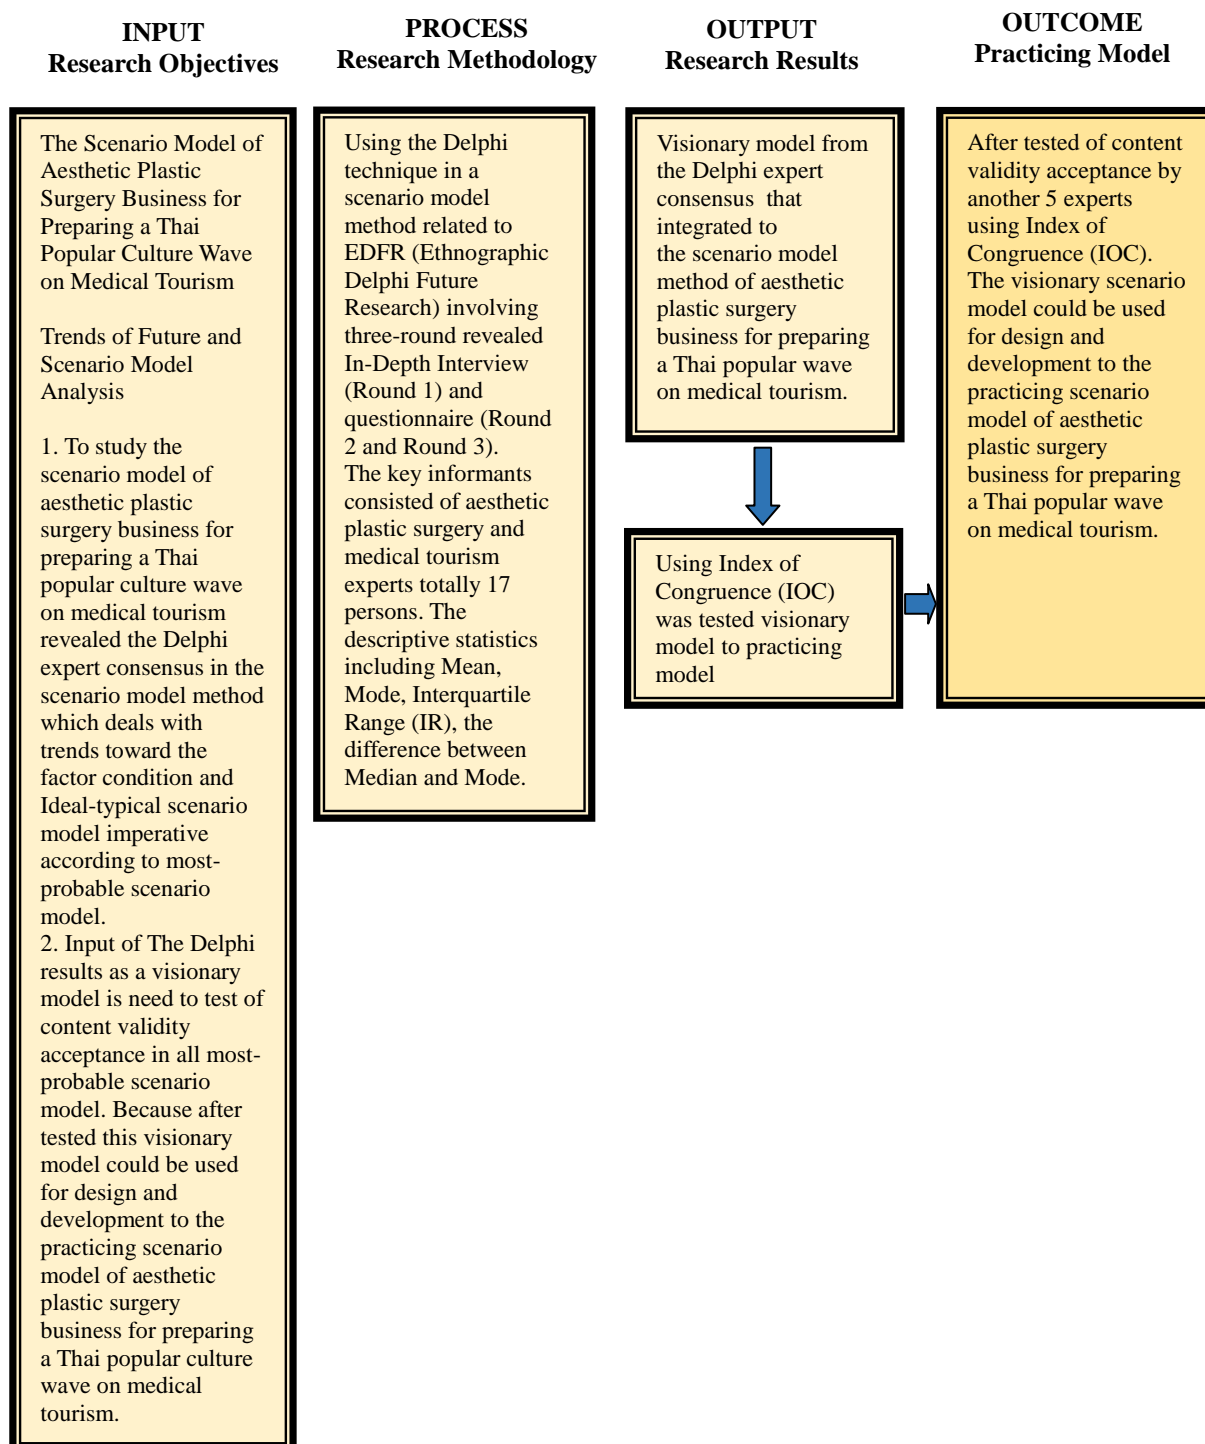 INPUT
Research Objectives
The Scenario Model of
Aesthetic Plastic
Surgery Business for
Preparing a Thai
Popular Culture Wave
on Medical Tourism
Trends of Future and
Scenario Model
Analysis
1. To study the
scenario model of
aesthetic plastic
surgery business for
preparing a Thai
popular culture wave
on medical tourism
revealed the Delphi
expert consensus in the
scenario model method
which deals with
trends toward the
factor condition and
Ideal-typical scenario
model imperative
according to most-
probable scenario
model.
2. Input of The Delphi
results as a visionary
model is need to test of
content validity
acceptance in all most-
probable scenario
model. Because after
tested this visionary
model could be used
for design and
development to the
practicing scenario
model of aesthetic
plastic surgery
business for preparing
a Thai popular culture
wave on medical
tourism.
PROCESS
Research Methodology
Using the Delphi
technique in a
scenario model
method related to
EDFR (Ethnographic
Delphi Future
Research) involving
three-round revealed
In-Depth Interview
(Round 1) and
questionnaire (Round
2 and Round 3).
The key informants
consisted of aesthetic
plastic surgery and
medical tourism
experts totally 17
persons. The
descriptive statistics
including Mean,
Mode, Interquartile
Range (IR), the
difference between
Median and Mode.
OUTPUT
Research Results
Visionary model from
the Delphi expert
consensus that
integrated to
the scenario model
method of aesthetic
plastic surgery
business for preparing
a Thai popular wave
on medical tourism.
Using Index of
Congruence (IOC)
was tested visionary
model to practicing
model
OUTCOME
Practicing Model
After tested of content
validity acceptance by
another 5 experts
using Index of
Congruence (IOC).
The visionary scenario
model could be used
for design and
development to the
practicing scenario
model of aesthetic
plastic surgery
business for preparing
a Thai popular wave
on medical tourism.